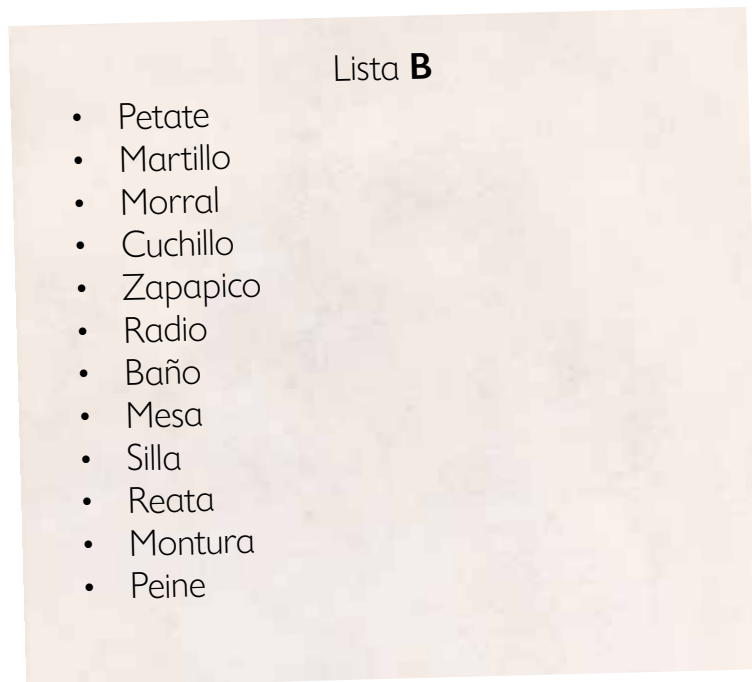 Lista B
• Petate
• Martillo
• Morral
• Cuchillo
• Zapapico
• Radio
• Baño
• Mesa
• Silla
• Reata
• Montura
• Peine